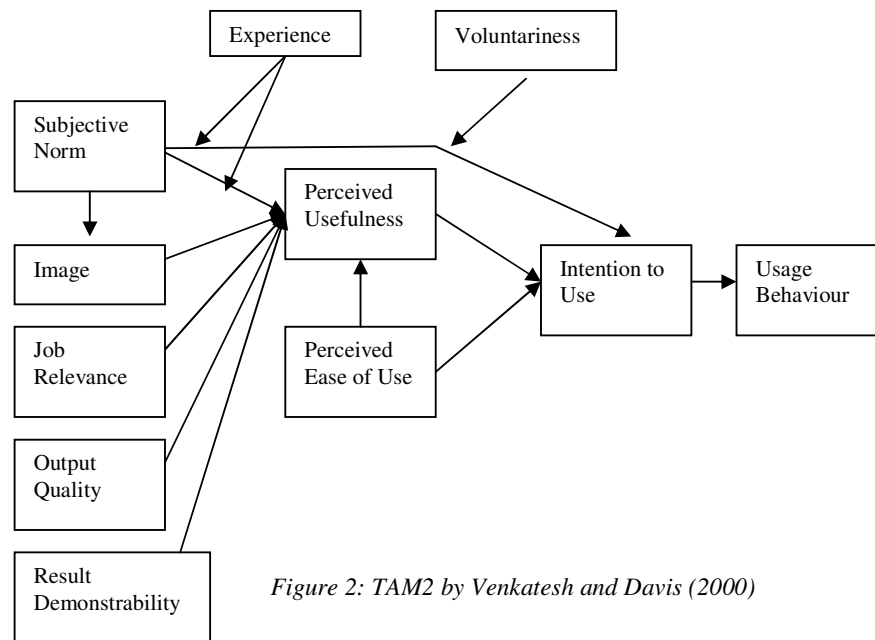 Experience
Voluntariness
Subjective
Norm
Perceived
Usefulness
Image
Intention to
Use
Usage
Behaviour
Job
Relevance
Perceived
Ease of Use
Output
Quality
Result
Demonstrability
Figure 2: TAM2 by Venkatesh and Davis (2000)